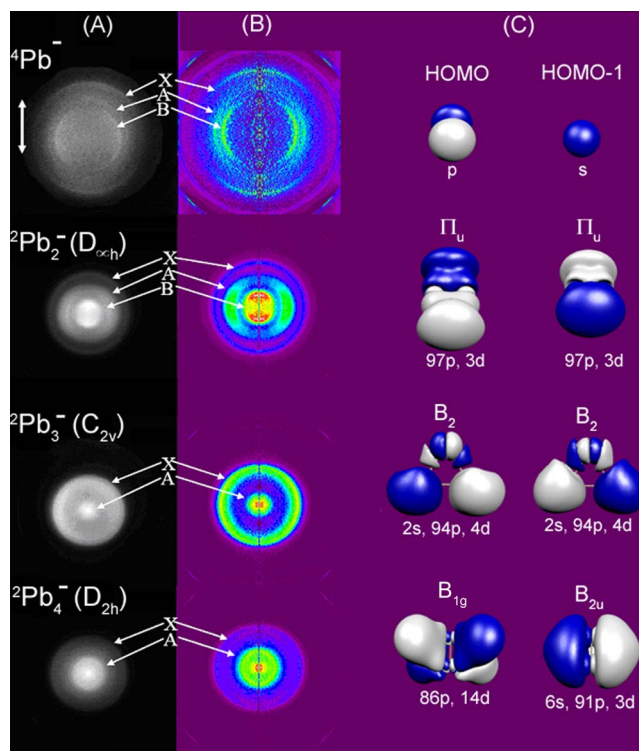 (A) (B) (C)
⁴Pb⁻
HOMO HOMO-1
X
A
B
p s
²Pb₂⁻ (D∞h)
Πu Πu
X
A
B
97p, 3d 97p, 3d
²Pb₃⁻ (C₂v)
B₂ B₂
X
A
2s, 94p, 4d 2s, 94p, 4d
²Pb₄⁻ (D₂h)
B₁g B₂u
X
A
86p, 14d 6s, 91p, 3d